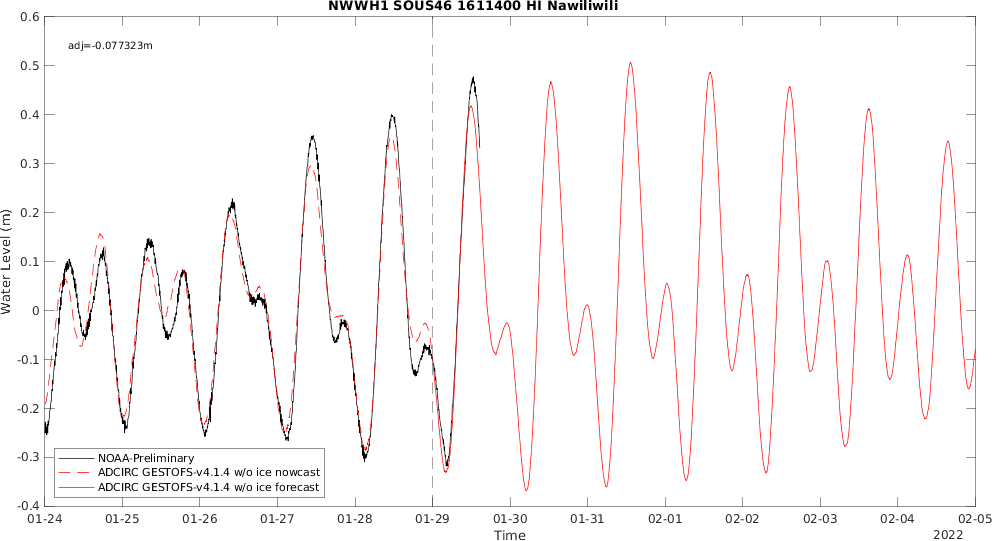 NWWH1 SOUS46 1611400 HI Nawiliwili
adj=-0.077323m
Water Level (m)
0.6
0.5
0.4
0.3
0.2
0.1
0
-0.1
-0.2
-0.3
-0.4
NOAA-Preliminary
ADCIRC GESTOFS-v4.1.4 w/o ice nowcast
ADCIRC GESTOFS-v4.1.4 w/o ice forecast
01-24 01-25 01-26 01-27 01-28 01-29 01-30 01-31 02-01 02-02 02-03 02-04 02-05
Time
2022